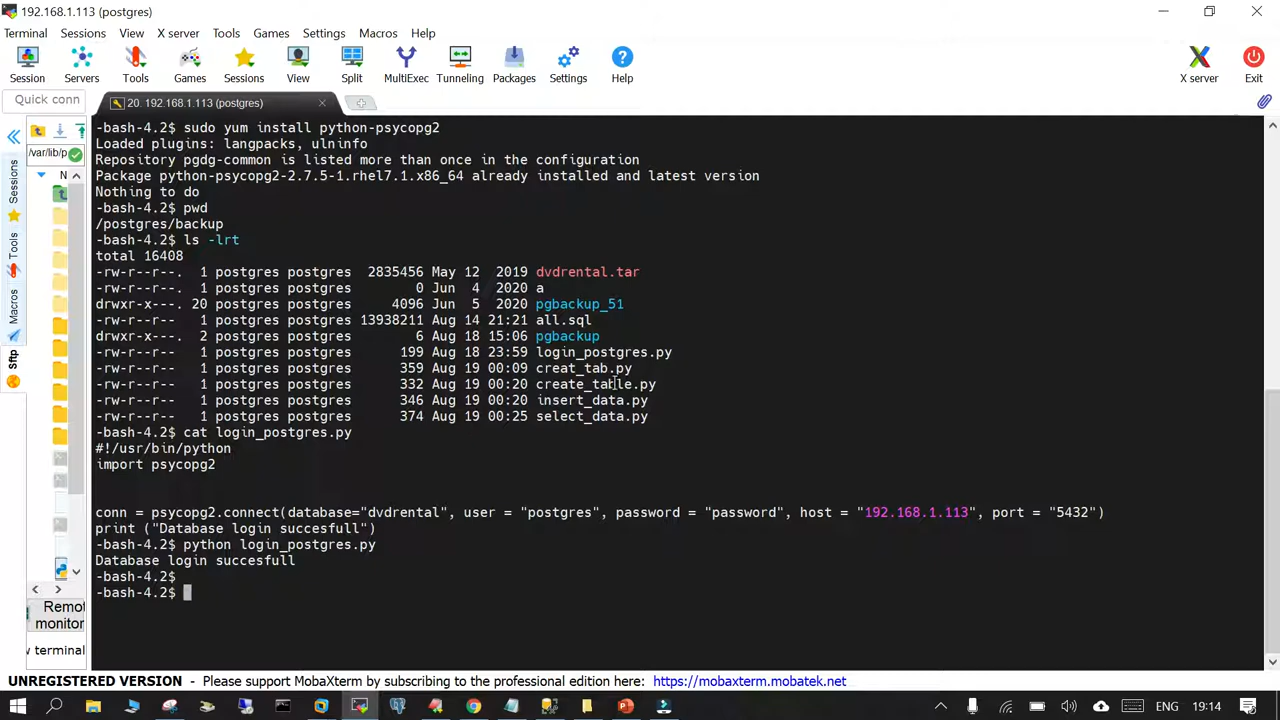 192.168.1.113 (postgres)
Terminal Sessions View X server Tools Games Settings Macros Help
Session Servers Tools Games Sessions View Split MultiExec Tunneling Packages Settings Help X server Exit
Quick conn
20. 192.168.1.113 (postgres)
/var/lib/p
N
Sessions
Tools
Macros
Sftp
-bash-4.2$ sudo yum install python-psycopg2
Loaded plugins: langpacks, ulninfo
Repository pgdg-common is listed more than once in the configuration
Package python-psycopg2-2.7.5-1.rhel7.1.x86_64 already installed and latest version
Nothing to do
-bash-4.2$ pwd
/postgres/backup
-bash-4.2$ ls -lrt
total 16408
-rw-r--r--. 1 postgres postgres 2835456 May 12 2019 dvdrental.tar
-rw-r--r--. 1 postgres postgres 0 Jun 4 2020 a
drwxr-x---. 20 postgres postgres 4096 Jun 5 2020 pgbackup_51
-rw-r--r-- 1 postgres postgres 13938211 Aug 14 21:21 all.sql
drwxr-x---. 2 postgres postgres 6 Aug 18 15:06 pgbackup
-rw-r--r-- 1 postgres postgres 199 Aug 18 23:59 login_postgres.py
-rw-r--r-- 1 postgres postgres 359 Aug 19 00:09 creat_tab.py
-rw-r--r-- 1 postgres postgres 332 Aug 19 00:20 create_table.py
-rw-r--r-- 1 postgres postgres 346 Aug 19 00:20 insert_data.py
-rw-r--r-- 1 postgres postgres 374 Aug 19 00:25 select_data.py
-bash-4.2$ cat login_postgres.py
#!/usr/bin/python
import psycopg2
conn = psycopg2.connect(database="dvdrental", user = "postgres", password = "password", host = "192.168.1.113", port = "5432")
print ("Database login succesfull")
-bash-4.2$ python login_postgres.py
Database login succesfull
-bash-4.2$
-bash-4.2$
Remo
monitor
w terminal
UNREGISTERED VERSION - Please support MobaXterm by subscribing to the professional edition here: https://mobaxterm.mobatek.net
ENG 19:14